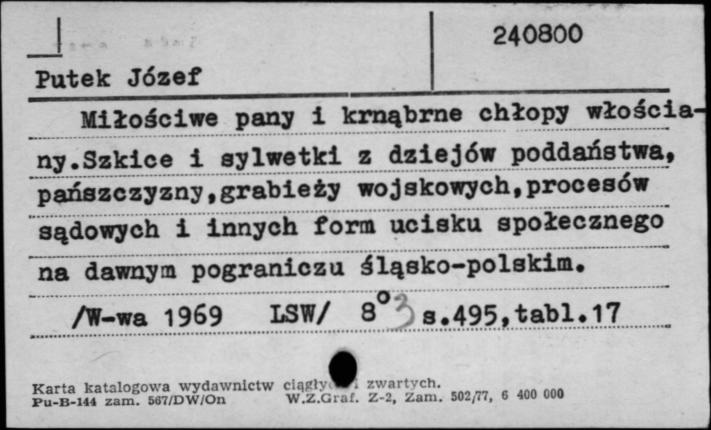 240800
Putek Józef
Miłościwe pany i krnąbrne chłopy włościa-
ny.Szkice i sylwetki z dziejów poddaństwa,
pańszczyzny,grabieży wojskowych,procesów
sądowych i innych form ucisku społecznego
na dawnym pograniczu śląsko-polskim.
/W-wa 1969 LSW/ 8° 3 s.495,tabl.17
Karta katalogowa wydawnictw i zwartych.
Pu-B-144 zam. 567/DW/On W.Z.Graf. Z-2, Zam. 502/77, 6 400 000